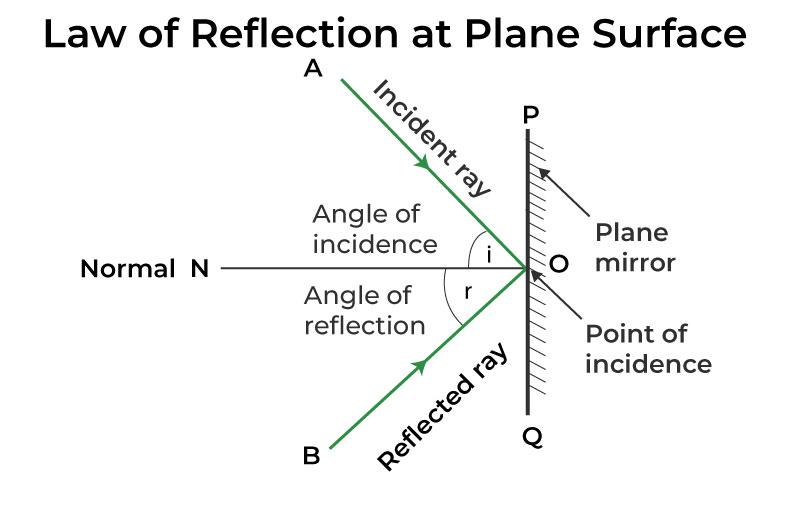 Law of Reflection at Plane Surface
A
Incident ray
P
Angle of
incidence
i
Plane
mirror
Normal N
O
Angle of
reflection
r
Point of
incidence
Reflected ray
B
Q